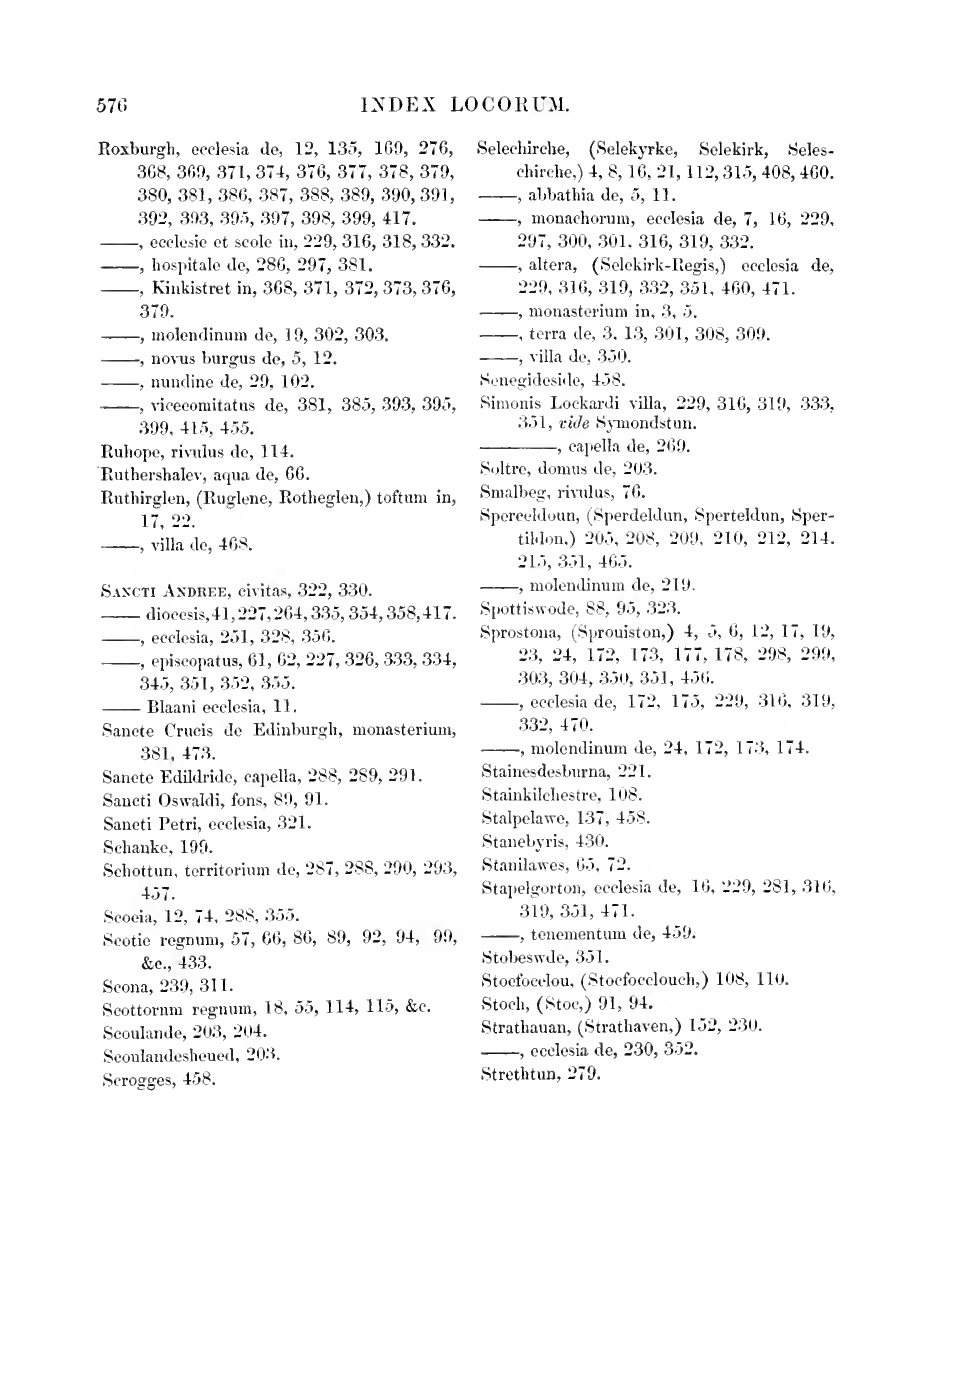 576 INDEX LOCORUM.
Roxburgh, ecclesia de, 12, 135, 169, 276,
368, 369, 371, 374, 376, 377, 378, 379,
380, 381, 386, 387, 388, 389, 390, 391,
392, 393, 395, 397, 398, 399, 417.
——, ecclesie et scole in, 229, 316, 318, 332.
——, hospitale de, 286, 297, 381.
——, Kinkistret in, 368, 371, 372, 373, 376,
379.
——, molendinum de, 19, 302, 303.
——, novus burgus de, 5, 12.
——, nundine de, 29, 102.
——, vicecomitatus de, 381, 385, 393, 395,
399, 415, 455.
Ruhope, rivulus de, 114.
Ruthershalev, aqua de, 66.
Ruthirglen, (Ruglene, Rotheglen,) toftum in,
17, 22.
——, villa de, 468.
SANCTI ANDREE, civitas, 322, 330.
—— diocesis, 41, 227, 264, 335, 354, 358, 417.
——, ecclesia, 251, 328, 356.
——, episcopatus, 61, 62, 227, 326, 333, 334,
345, 351, 352, 355.
—— Blaani ecclesia, 11.
Sancte Crucis de Edinburgh, monasterium,
381, 473.
Sancte Edildride, capella, 288, 289, 291.
Sancti Oswaldi, fons, 89, 91.
Sancti Petri, ecclesia, 321.
Schanke, 199.
Schottun, territorium de, 287, 288, 290, 293,
457.
Scocia, 12, 74, 288, 355.
Scotie regnum, 57, 66, 86, 89, 92, 94, 99,
&c., 433.
Scona, 239, 311.
Scottorum regnum, 18, 55, 114, 115, &c.
Scoulande, 203, 204.
Scoulandesheued, 203.
Scrogges, 458.
Selechirche, (Selekyrke, Selekirk, Seles-
chirche,) 4, 8, 16, 21, 112, 315, 408, 460.
——, abbathia de, 5, 11.
——, monachorum, ecclesia de, 7, 16, 229,
297, 300, 301, 316, 319, 332.
——, altera, (Selekirk-Regis,) ecclesia de,
229, 316, 319, 332, 351, 460, 471.
——, monasterium in, 3, 5.
——, terra de, 3, 13, 301, 308, 309.
——, villa de, 350.
Senegideside, 458.
Simonis Lockardi villa, 229, 316, 319, 333,
351, vide Symondstun.
———, capella de, 269.
Soltre, domus de, 203.
Smalbeg, rivulus, 76.
Sperceldoun, (Sperdeldun, Sperteldun, Sper-
tildon,) 205, 208, 209, 210, 212, 214,
215, 351, 465.
——, molendinum de, 219.
Spottiswode, 88, 95, 323.
Sprostona, (Sprouiston,) 4, 5, 6, 12, 17, 19,
23, 24, 172, 173, 177, 178, 298, 299,
303, 304, 350, 351, 456.
——, ecclesia de, 172, 175, 229, 316, 319,
332, 470.
——, molendinum de, 24, 172, 173, 174.
Stainesdesburna, 221.
Stainkilchestre, 108.
Stalpelawe, 137, 458.
Stanebyris, 430.
Stanilawes, 65, 72.
Stapelgorton, ecclesia de, 16, 229, 281, 316,
319, 351, 471.
——, tenementum de, 459.
Stobeswde, 351.
Stocfoclou, (Stocfocclouch,) 108, 110.
Stoch, (Stoc,) 91, 94.
Strathauan, (Strathaven,) 152, 230.
——, ecclesia de, 230, 352.
Strethtun, 279.